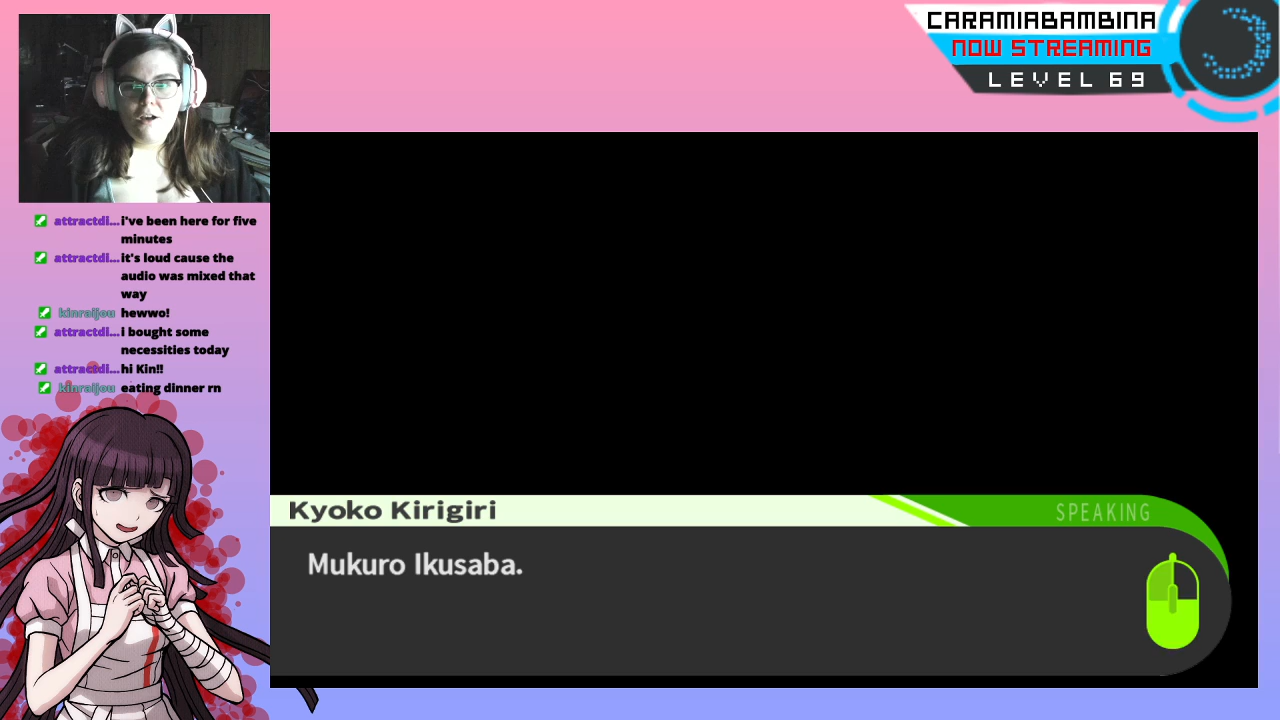 CARAMIABAMBINA
NOW STREAMING
LEVEL 69
attractdi... i've been here for five
minutes
attractdi... it's loud cause the
audio was mixed that
way
kinraijou hewwo!
attractdi... i bought some
necessities today
attractdi... hi Kin!!
kinraijou eating dinner rn
Kyoko Kirigiri
SPEAKING
Mukuro Ikusaba.